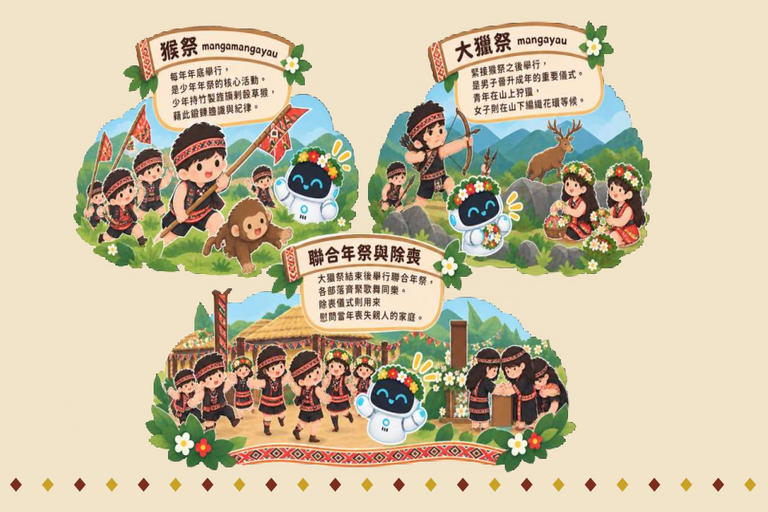 猴祭 mangamangayau
每年年底舉行，
是少年年祭的核心活動。
少年持竹製旌旗刺殺草猴，
藉此鍛鍊膽識與紀律。
大獵祭 mangayau
緊接猴祭之後舉行，
是男子晉升成年的重要儀式。
青年在山上狩獵，
女子則在山下編織花環等候。
聯合年祭與除喪
大獵祭結束後舉行聯合年祭，
各部落齊聚歌舞同樂。
除喪儀式則用來
慰問當年喪失親人的家庭。